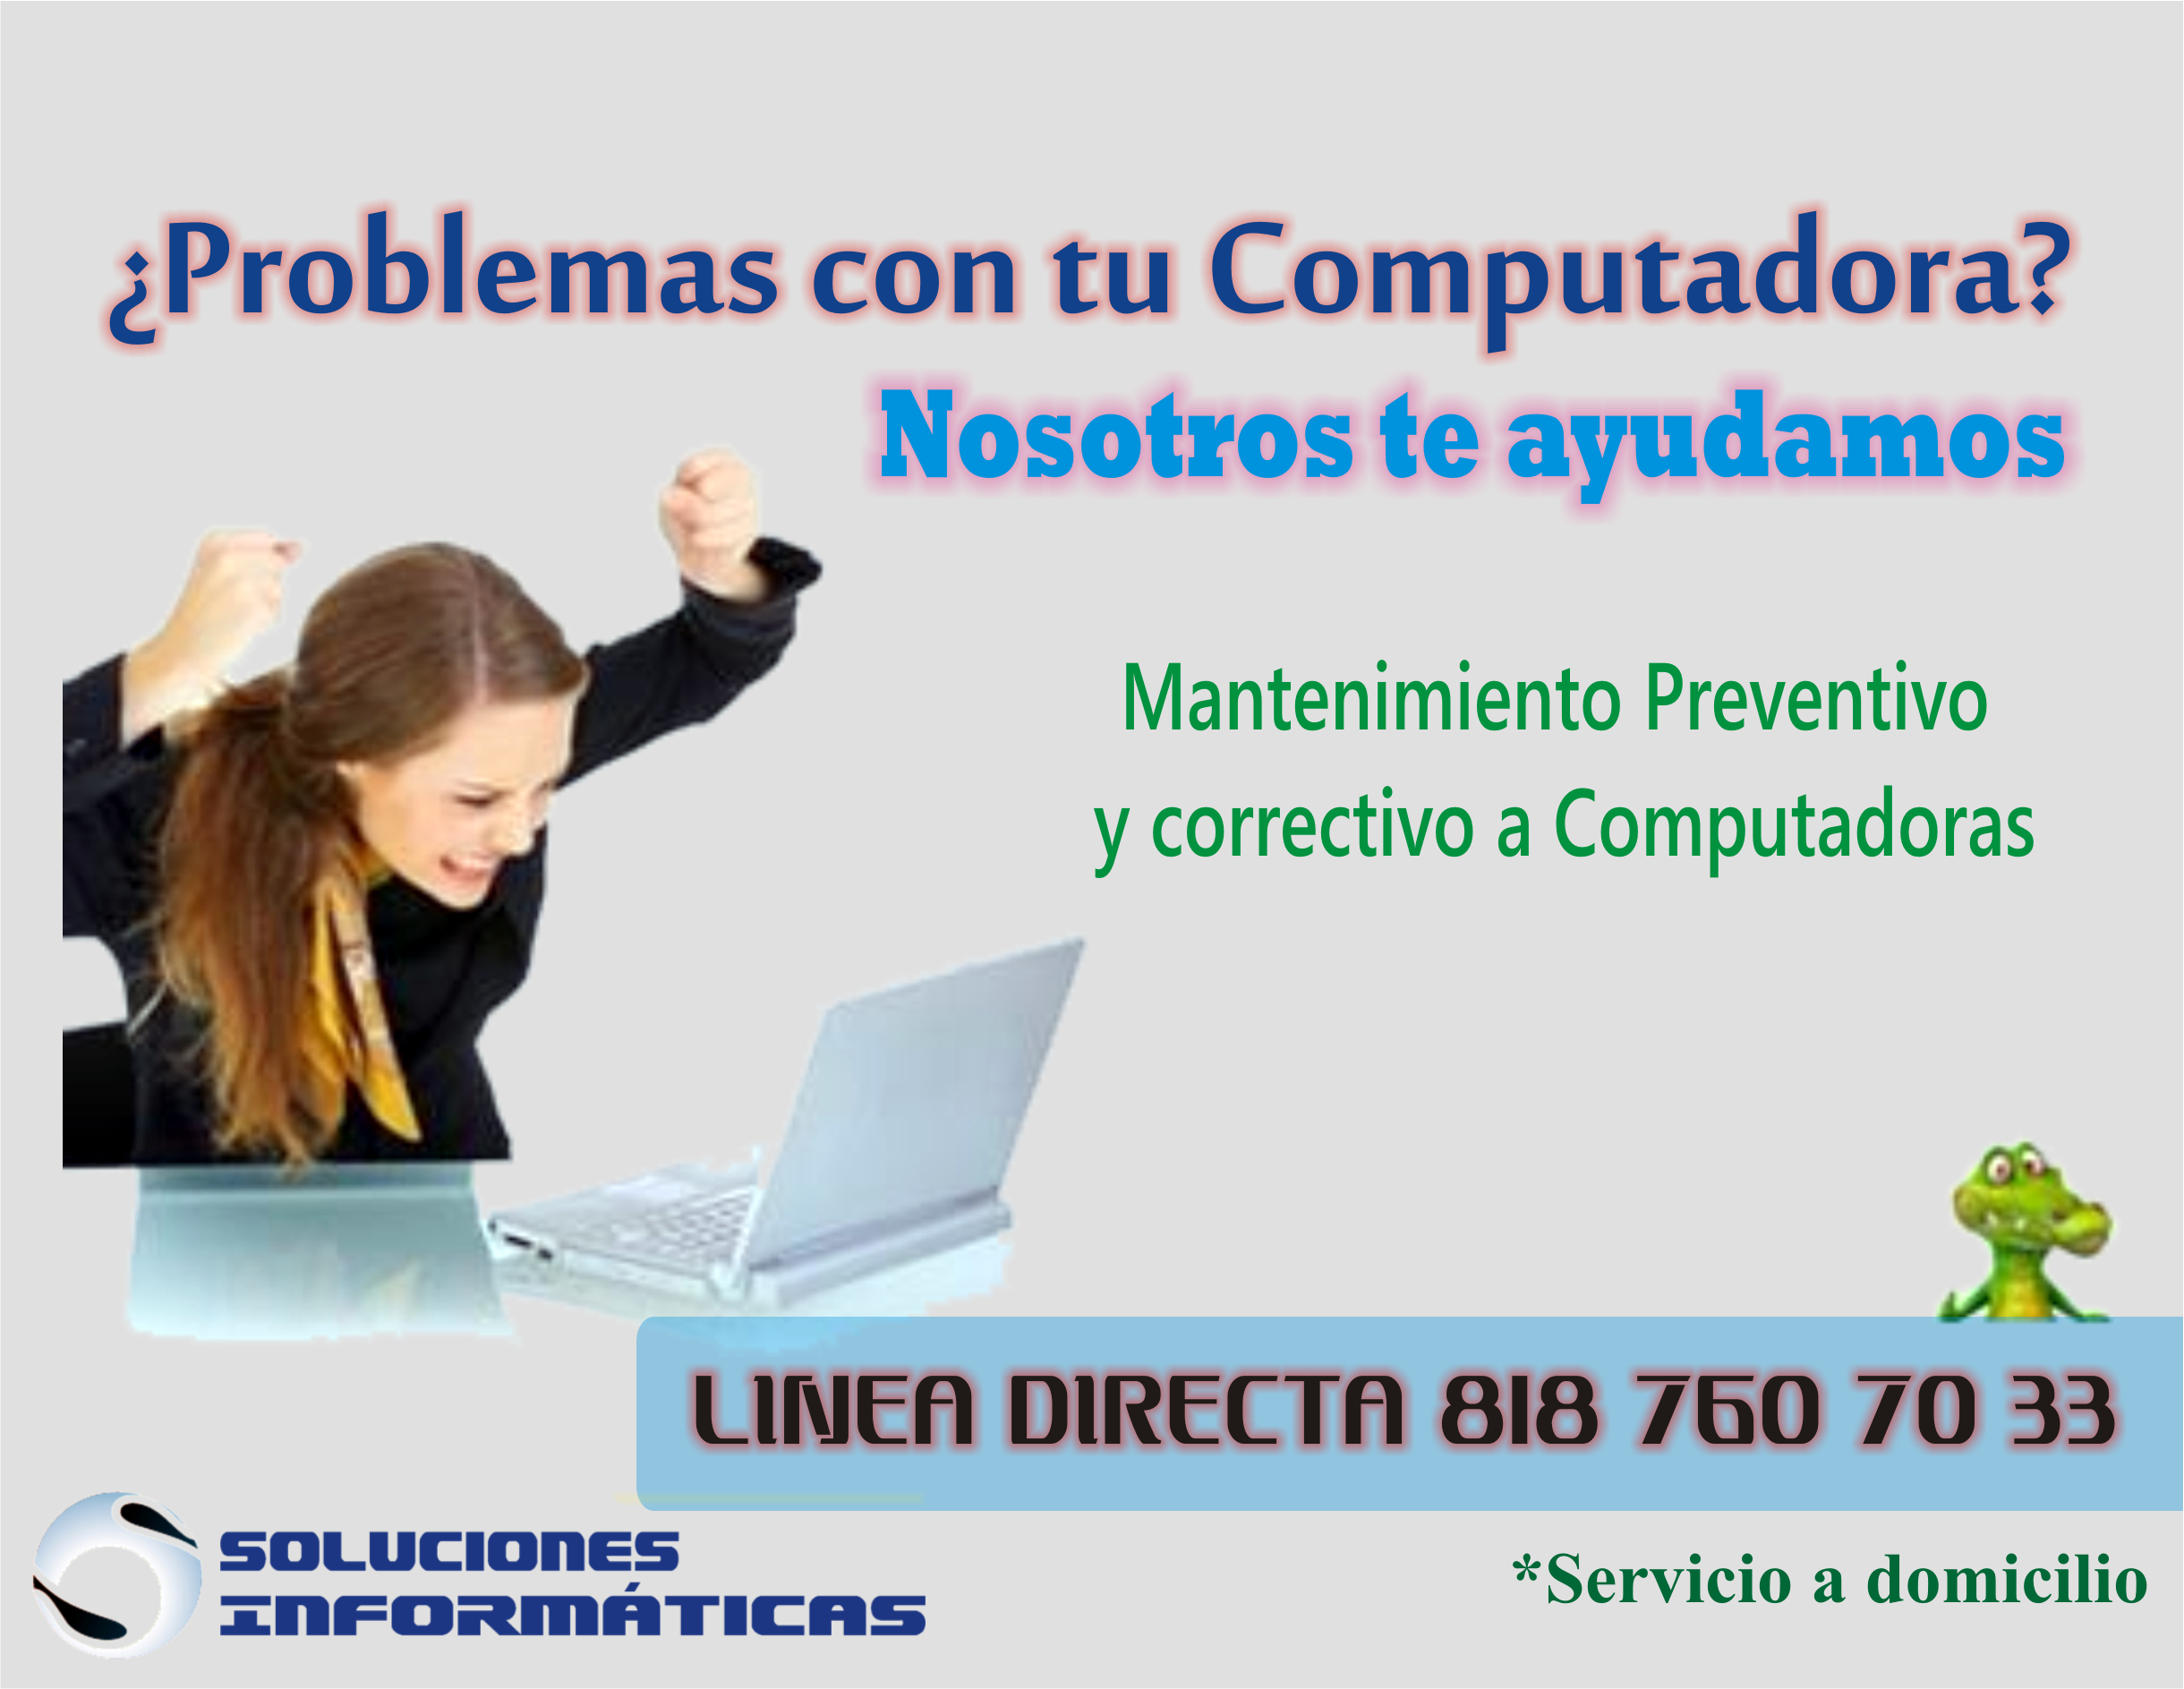 ¿Problemas con tu Computadora?
Nosotros te ayudamos
Mantenimiento Preventivo
y correctivo a Computadoras
LINEA DIRECTA 818 760 70 33
SOLUCIONES
INFORMÁTICAS
*Servicio a domicilio